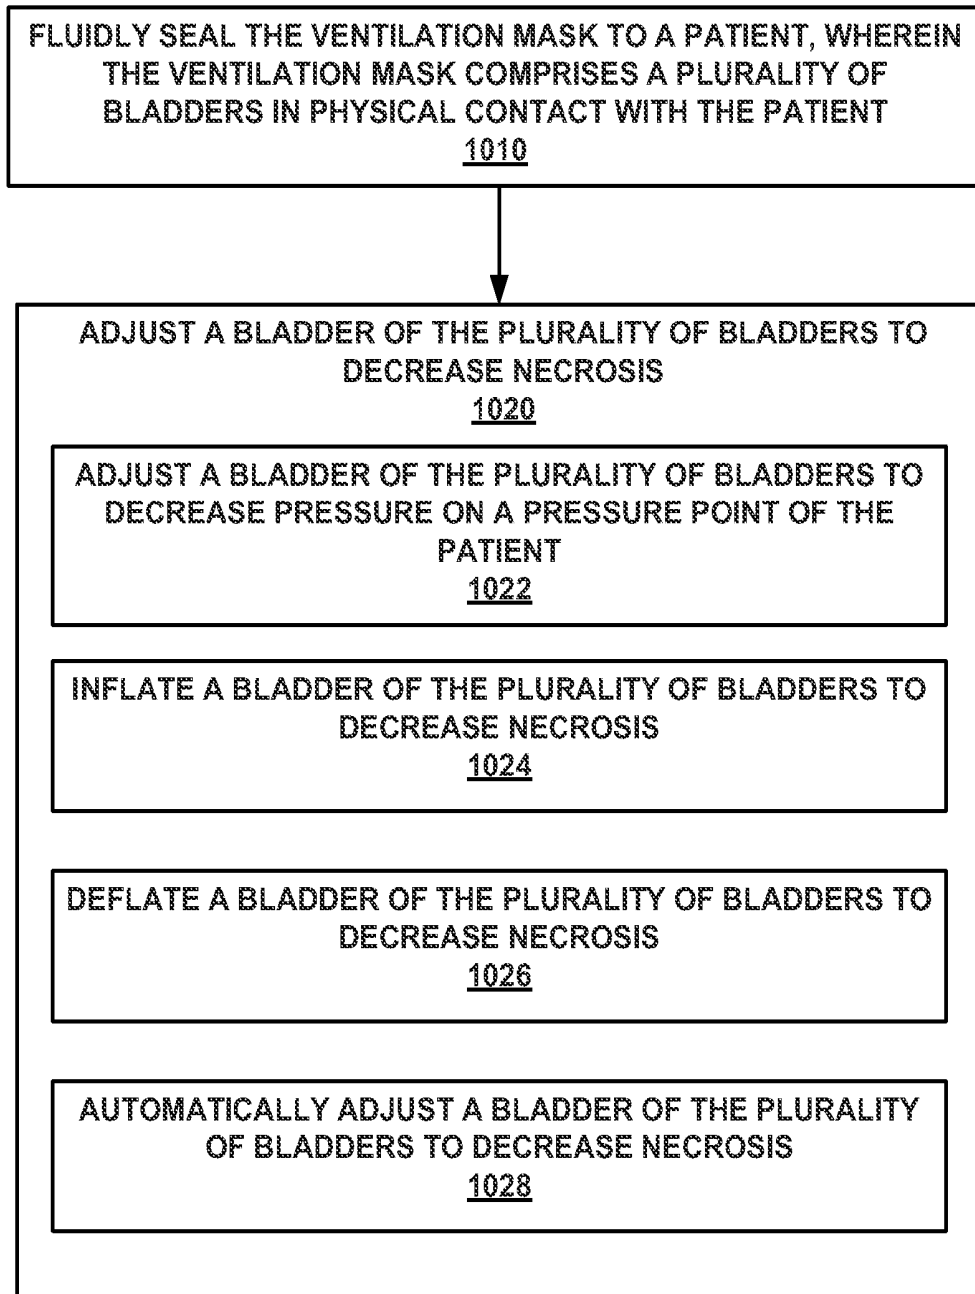 FLUIDLY SEAL THE VENTILATION MASK TO A PATIENT, WHEREIN
THE VENTILATION MASK COMPRISES A PLURALITY OF
BLADDERS IN PHYSICAL CONTACT WITH THE PATIENT
1010
ADJUST A BLADDER OF THE PLURALITY OF BLADDERS TO
DECREASE NECROSIS
1020
ADJUST A BLADDER OF THE PLURALITY OF BLADDERS TO
DECREASE PRESSURE ON A PRESSURE POINT OF THE
PATIENT
1022
INFLATE A BLADDER OF THE PLURALITY OF BLADDERS TO
DECREASE NECROSIS
1024
DEFLATE A BLADDER OF THE PLURALITY OF BLADDERS TO
DECREASE NECROSIS
1026
AUTOMATICALLY ADJUST A BLADDER OF THE PLURALITY
OF BLADDERS TO DECREASE NECROSIS
1028